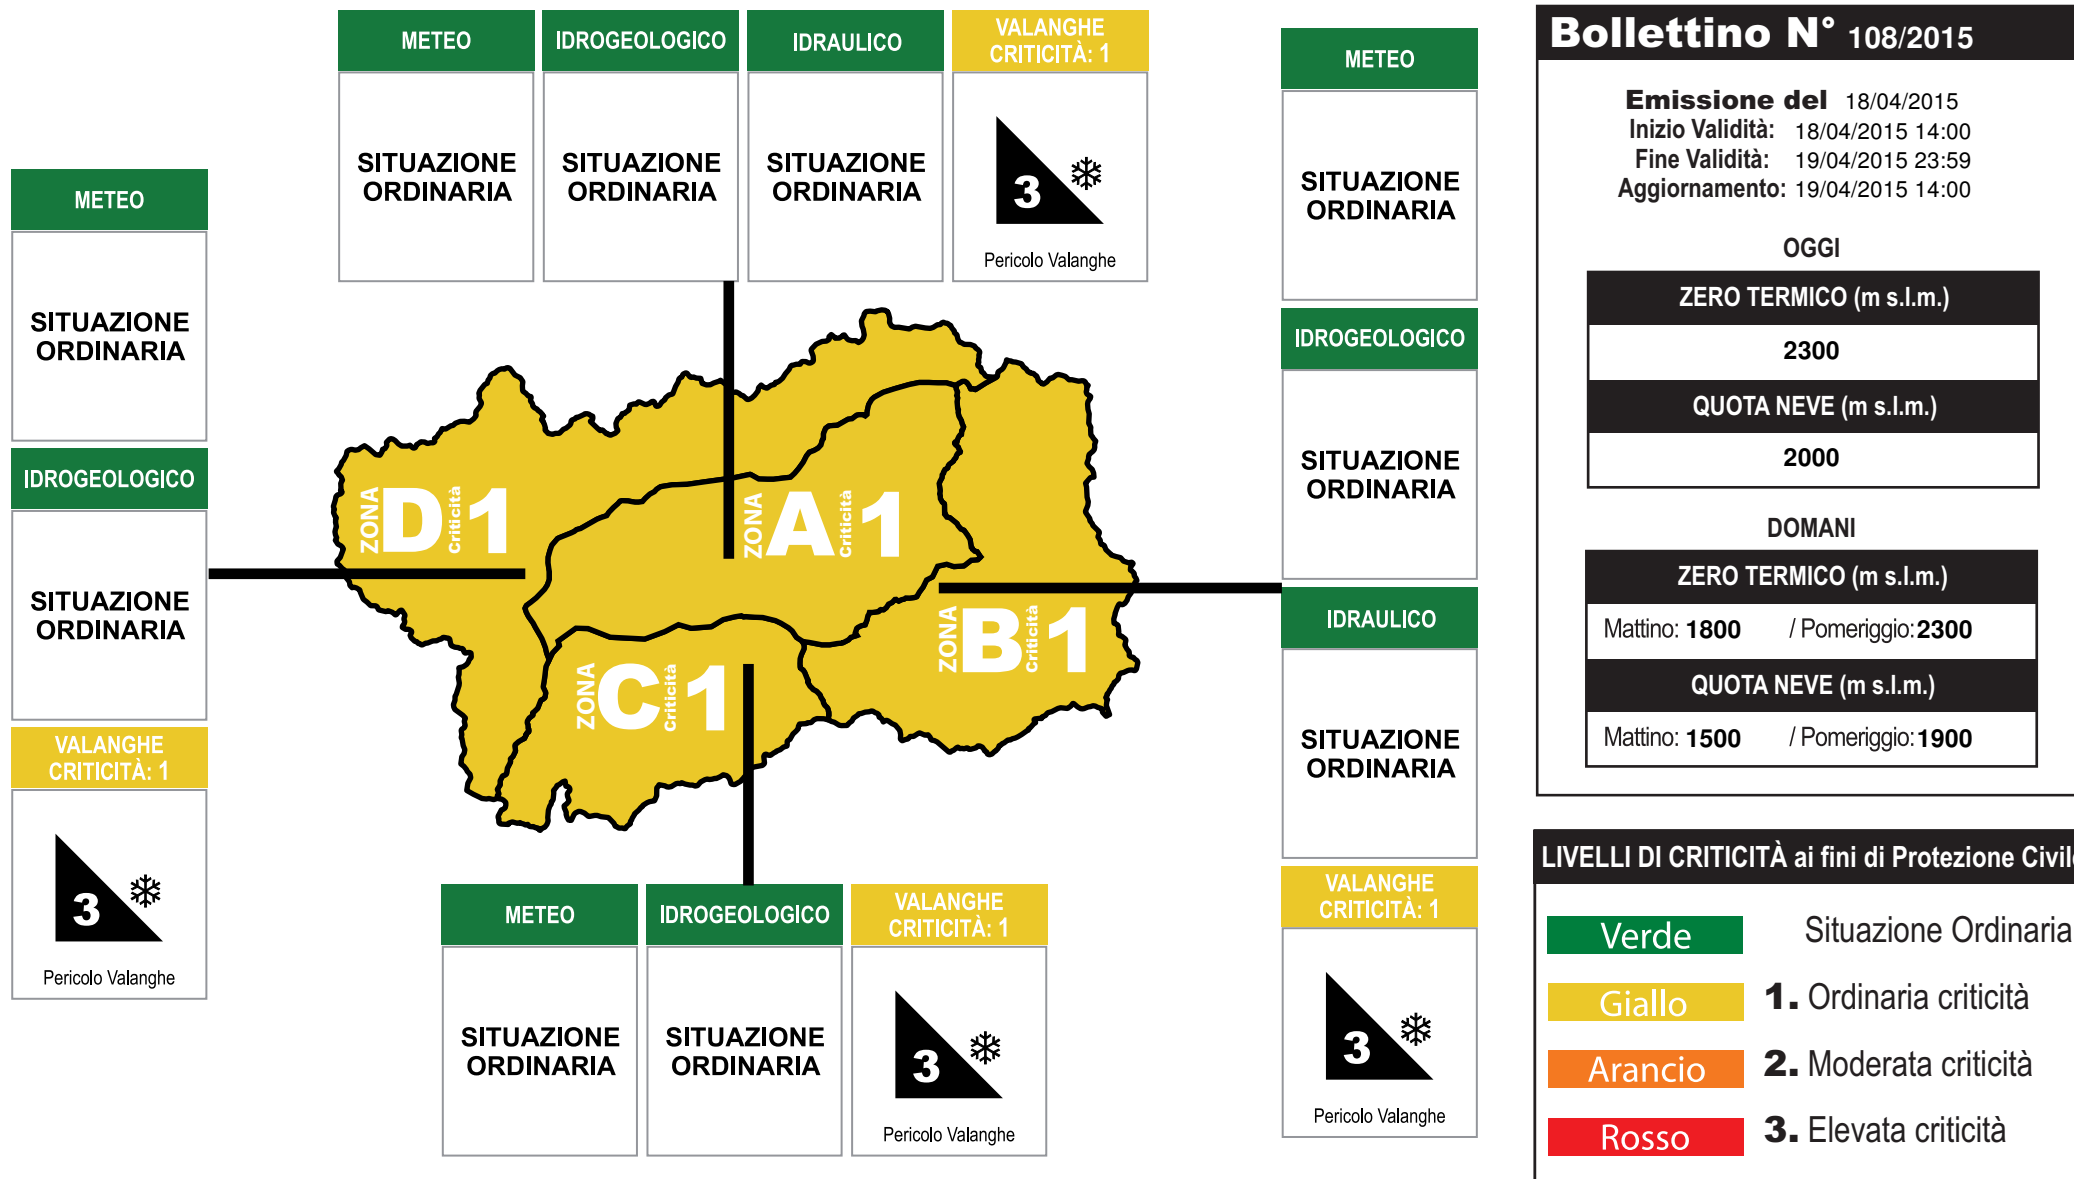 METEO
IDROGEOLOGICO
IDRAULICO
VALANGHE
CRITICITÀ: 1
SITUAZIONE
ORDINARIA
SITUAZIONE
ORDINARIA
SITUAZIONE
ORDINARIA
3
Pericolo Valanghe
METEO
SITUAZIONE
ORDINARIA
IDROGEOLOGICO
SITUAZIONE
ORDINARIA
VALANGHE
CRITICITÀ: 1
3
Pericolo Valanghe
ZONA D Criticità 1
ZONA A Criticità 1
ZONA B Criticità 1
ZONA C Criticità 1
METEO
IDROGEOLOGICO
VALANGHE
CRITICITÀ: 1
SITUAZIONE
ORDINARIA
SITUAZIONE
ORDINARIA
3
Pericolo Valanghe
METEO
SITUAZIONE
ORDINARIA
IDROGEOLOGICO
SITUAZIONE
ORDINARIA
IDRAULICO
SITUAZIONE
ORDINARIA
VALANGHE
CRITICITÀ: 1
3
Pericolo Valanghe
Bollettino N° 108/2015
Emissione del 18/04/2015
Inizio Validità: 18/04/2015 14:00
Fine Validità: 19/04/2015 23:59
Aggiornamento: 19/04/2015 14:00
OGGI
ZERO TERMICO (m s.l.m.)
2300
QUOTA NEVE (m s.l.m.)
2000
DOMANI
ZERO TERMICO (m s.l.m.)
Mattino: 1800 / Pomeriggio: 2300
QUOTA NEVE (m s.l.m.)
Mattino: 1500 / Pomeriggio: 1900
LIVELLI DI CRITICITÀ ai fini di Protezione Civile
Verde Situazione Ordinaria
Giallo 1. Ordinaria criticità
Arancio 2. Moderata criticità
Rosso 3. Elevata criticità